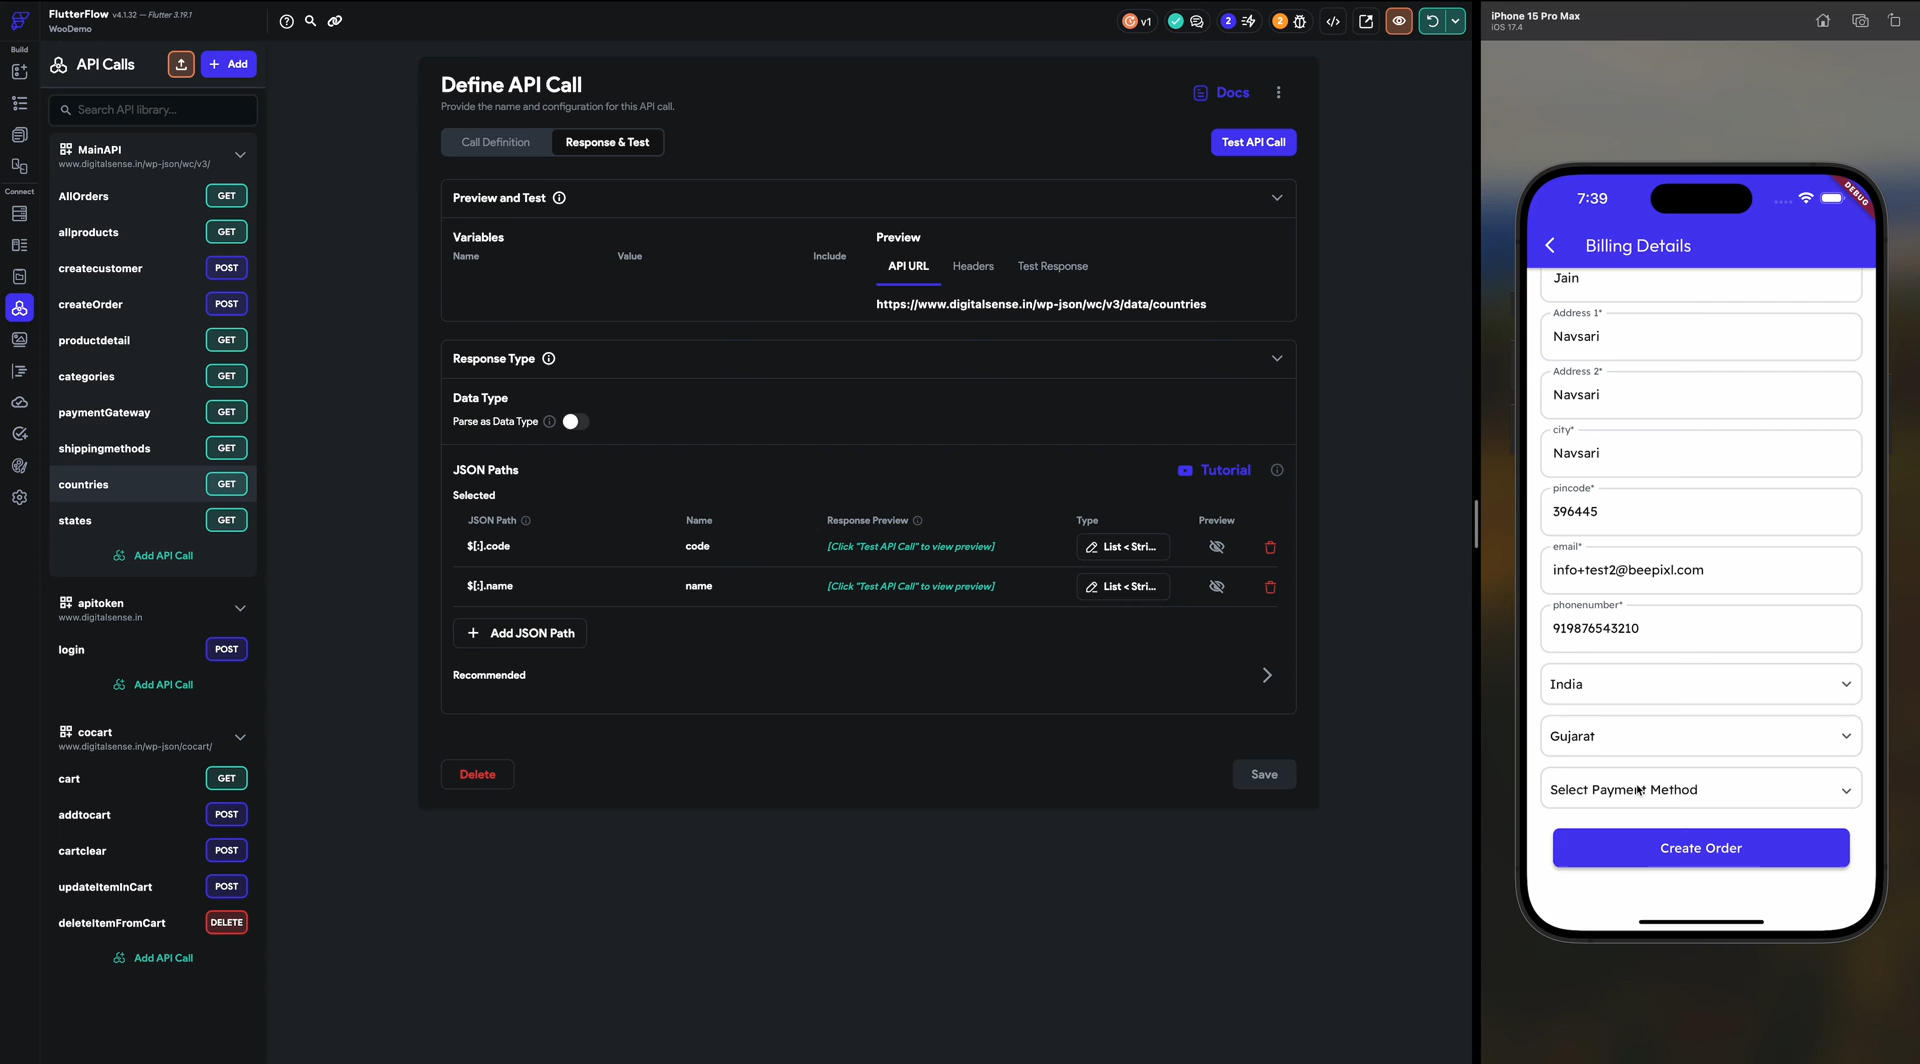 FlutterFlow v4.1.32 — Flutter 3.19.1
WooDemo
v1
2
2
Build
Connect
API Calls
Add
Search API library...
MainAPI
www.digitalsense.in/wp-json/wc/v3/
AllOrders GET
allproducts GET
createcustomer POST
createOrder POST
productdetail GET
categories GET
paymentGateway GET
shippingmethods GET
countries GET
states GET
Add API Call
apitoken
www.digitalsense.in
login POST
Add API Call
cocart
www.digitalsense.in/wp-json/cocart/
cart GET
addtocart POST
cartclear POST
updateItemInCart POST
deleteItemFromCart DELETE
Add API Call
Define API Call
Provide the name and configuration for this API call.
Docs
Call Definition Response & Test
Test API Call
Preview and Test
Variables
Name Value Include
Preview
API URL Headers Test Response
https://www.digitalsense.in/wp-json/wc/v3/data/countries
Response Type
Data Type
Parse as Data Type
JSON Paths
Tutorial
Selected
JSON Path Name Response Preview Type Preview
$[:].code code [Click "Test API Call" to view preview] List < Stri...
$[:].name name [Click "Test API Call" to view preview] List < Stri...
Add JSON Path
Recommended
Delete
Save
iPhone 15 Pro Max
iOS 17.4
7:39
DEBUG
Billing Details
Jain
Address 1*
Navsari
Address 2*
Navsari
city*
Navsari
pincode*
396445
email*
info+test2@beepixl.com
phonenumber*
919876543210
India
Gujarat
Select Payment Method
Create Order